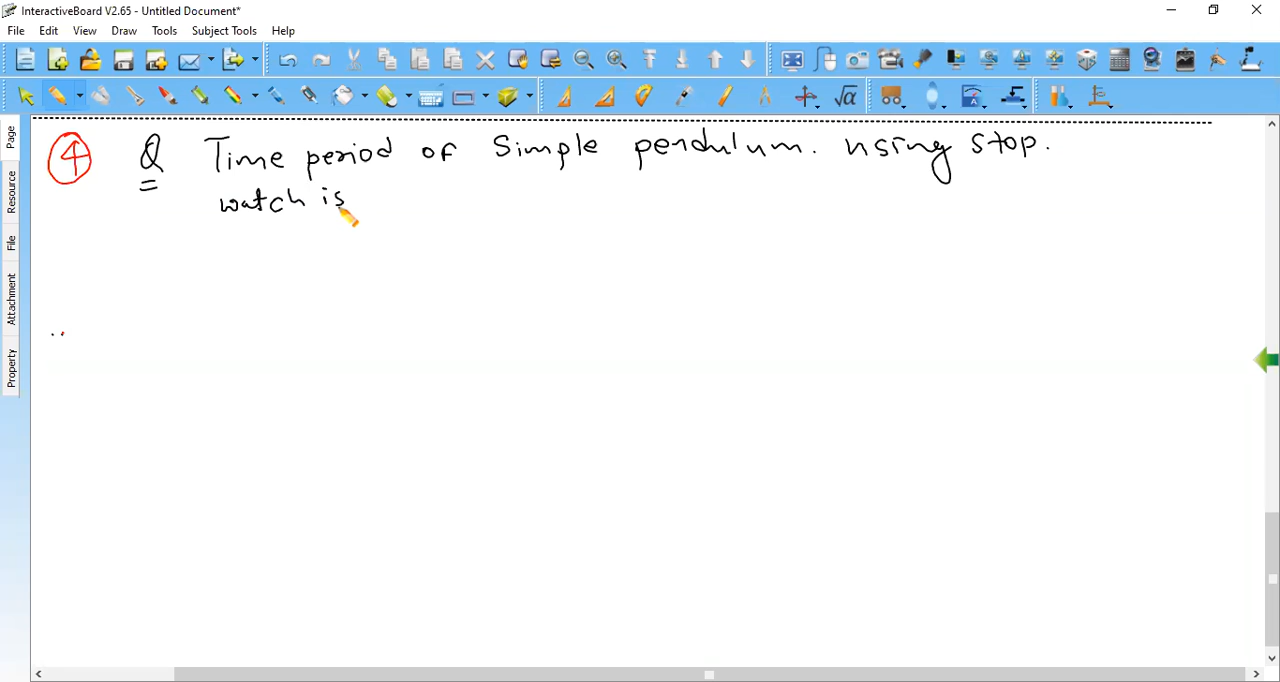 InteractiveBoard V2.65 - Untitled Document*
File Edit View Draw Tools Subject Tools Help
Page
Resource
File
Attachment
Property
4 Q Time period of Simple pendulum. using stop.
watch is